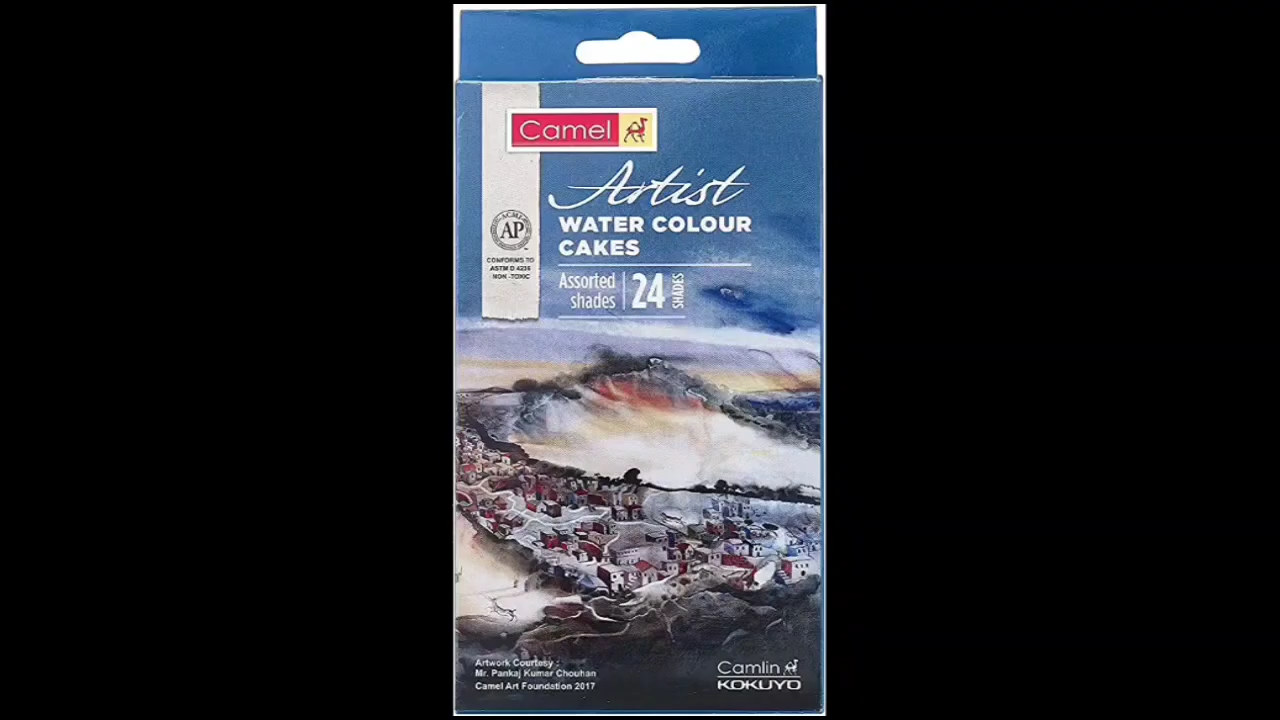 Camel
Artist
WATER COLOUR
CAKES
Assorted
shades
24
SHADES
ACMI
AP
CONFORMS TO
ASTM D 4236
NON -TOXIC
Artwork Courtesy :
Mr. Pankaj Kumar Chouhan
Camel Art Foundation 2017
Camlin
KOKUYO